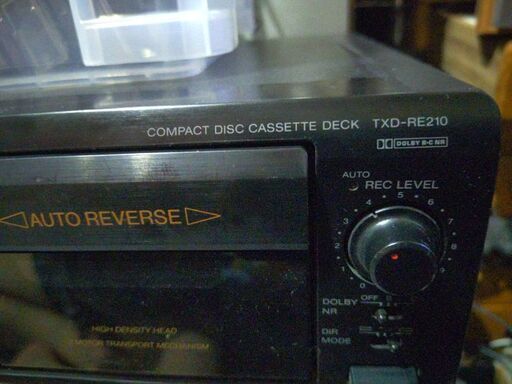 COMPACT DISC CASSETTE DECK TXD-RE210
DOLBY B-C NR
AUTO
REC LEVEL
AUTO REVERSE
0 1 2 3 4 5 6 7 8 9
DOLBY NR
OFF B C
DIR MODE
HIGH DENSITY HEAD
MOTOR TRANSPORT MECHANISM